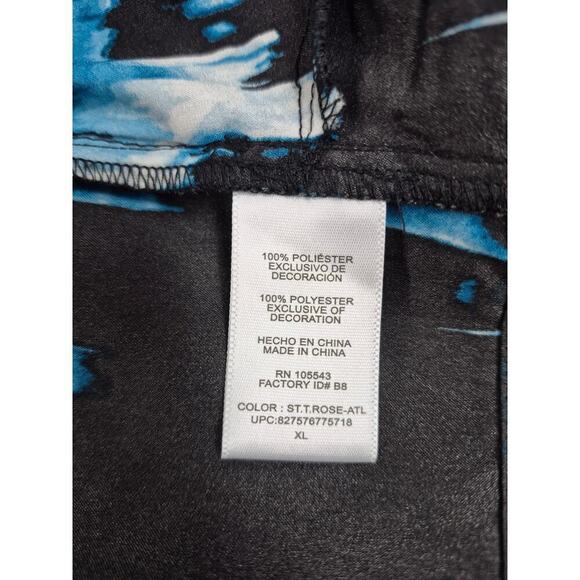 100% POLIÉSTER
EXCLUSIVO DE
DECORACIÓN
100% POLYESTER
EXCLUSIVE OF
DECORATION
HECHO EN CHINA
MADE IN CHINA
RN 105543
FACTORY ID# B8
COLOR : ST.T.ROSE-ATL
UPC:827576775718
XL